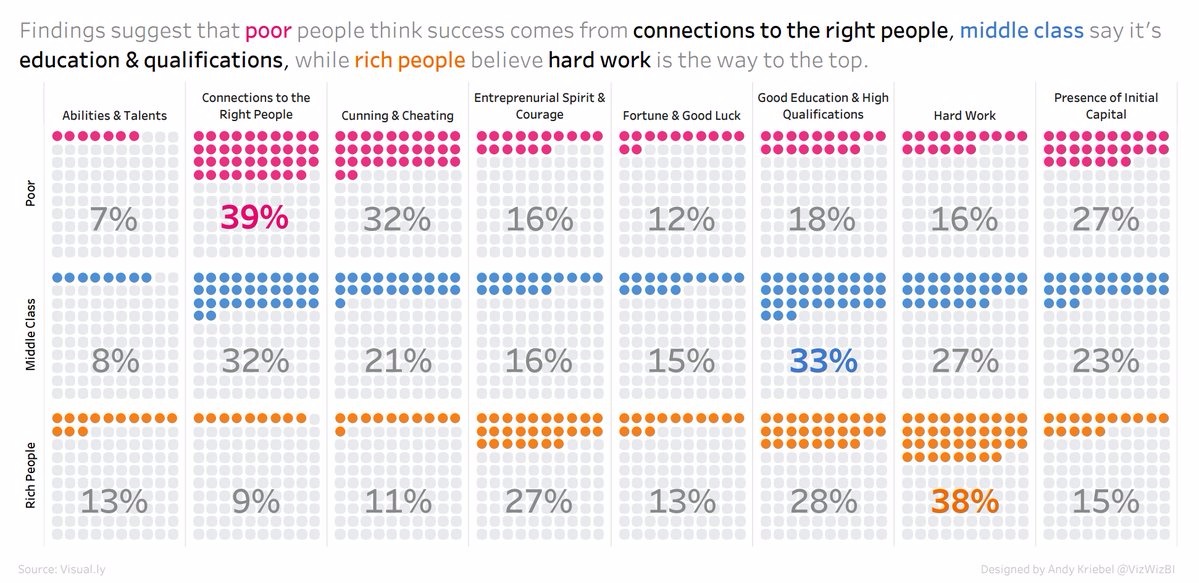 Findings suggest that poor people think success comes from connections to the right people, middle class say it's
education & qualifications, while rich people believe hard work is the way to the top.
Abilities & Talents
Connections to the
Right People
Cunning & Cheating
Entreprenurial Spirit &
Courage
Fortune & Good Luck
Good Education & High
Qualifications
Hard Work
Presence of Initial
Capital
Poor
7%
39%
32%
16%
12%
18%
16%
27%
Middle Class
8%
32%
21%
16%
15%
33%
27%
23%
Rich People
13%
9%
11%
27%
13%
28%
38%
15%
Source: Visual.ly
Designed by Andy Kriebel @VizWizBI